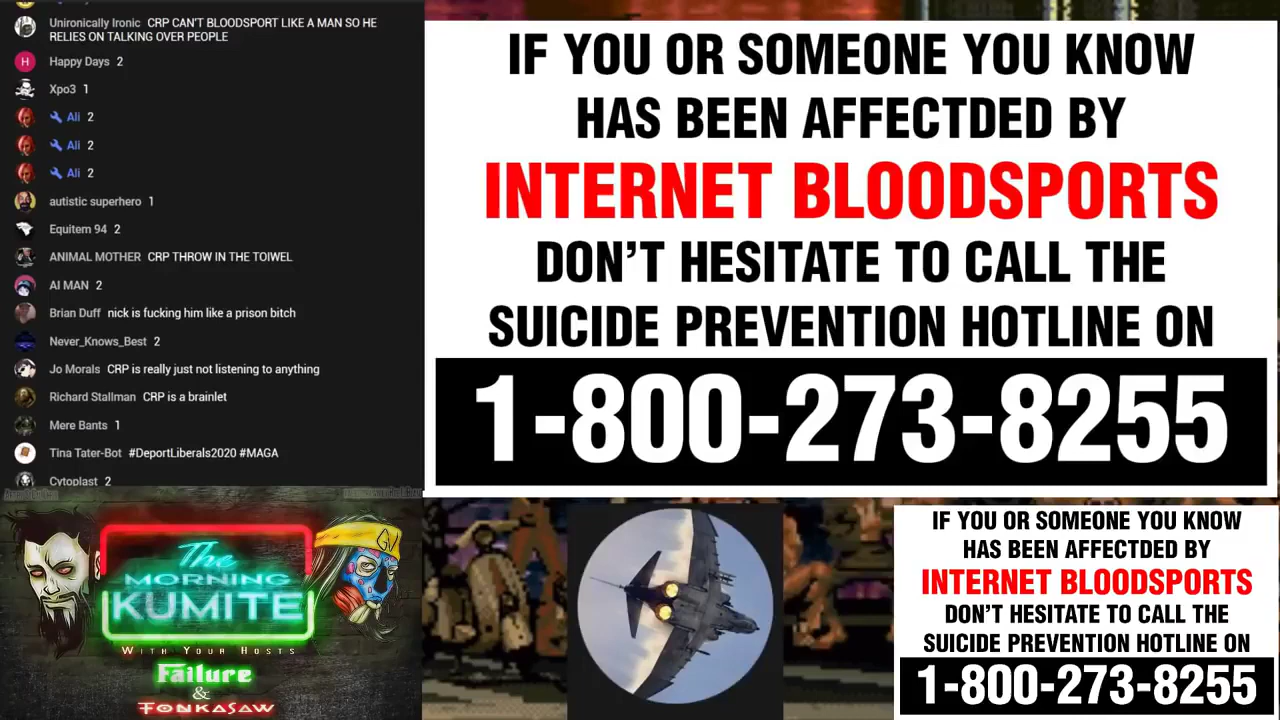 Unironically Ironic CRP CAN'T BLOODSPORT LIKE A MAN SO HE
RELIES ON TALKING OVER PEOPLE
H Happy Days 2
Xpo3 1
Ali 2
Ali 2
Ali 2
autistic superhero 1
Equitem 94 2
ANIMAL MOTHER CRP THROW IN THE TOIWEL
AI MAN 2
Brian Duff nick is fucking him like a prison bitch
Never_Knows_Best 2
Jo Morals CRP is really just not listening to anything
Richard Stallman CRP is a brainlet
Mere Bants 1
Tina Tater-Bot #DeportLiberals2020 #MAGA
Cytoplast 2
IF YOU OR SOMEONE YOU KNOW
HAS BEEN AFFECTDED BY
INTERNET BLOODSPORTS
DON'T HESITATE TO CALL THE
SUICIDE PREVENTION HOTLINE ON
1-800-273-8255
The
MORNING
KUMITE
WITH YOUR HOSTS
Failure
&
TONKASAW
IF YOU OR SOMEONE YOU KNOW
HAS BEEN AFFECTDED BY
INTERNET BLOODSPORTS
DON'T HESITATE TO CALL THE
SUICIDE PREVENTION HOTLINE ON
1-800-273-8255